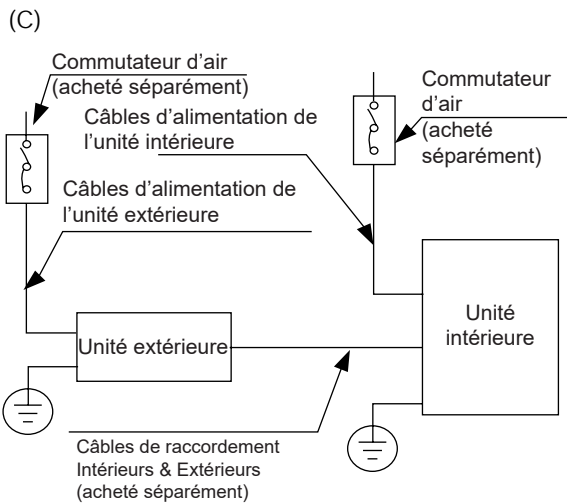 (C)
Commutateur d'air
(acheté séparément)
Câbles d'alimentation de
l'unité intérieure
Commutateur
d'air
(acheté
séparément)
Câbles d'alimentation de
l'unité extérieure
Unité extérieure
Unité
intérieure
Câbles de raccordement
Intérieurs & Extérieurs
(acheté séparément)